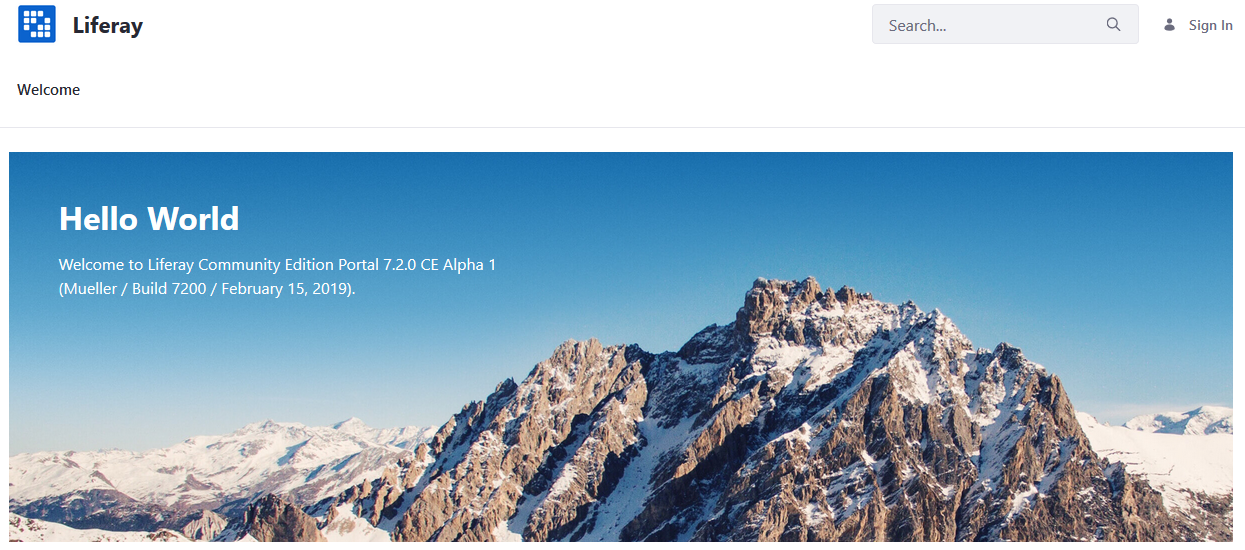 Liferay
Search...
Sign In
Welcome
Hello World
Welcome to Liferay Community Edition Portal 7.2.0 CE Alpha 1
(Mueller / Build 7200 / February 15, 2019).